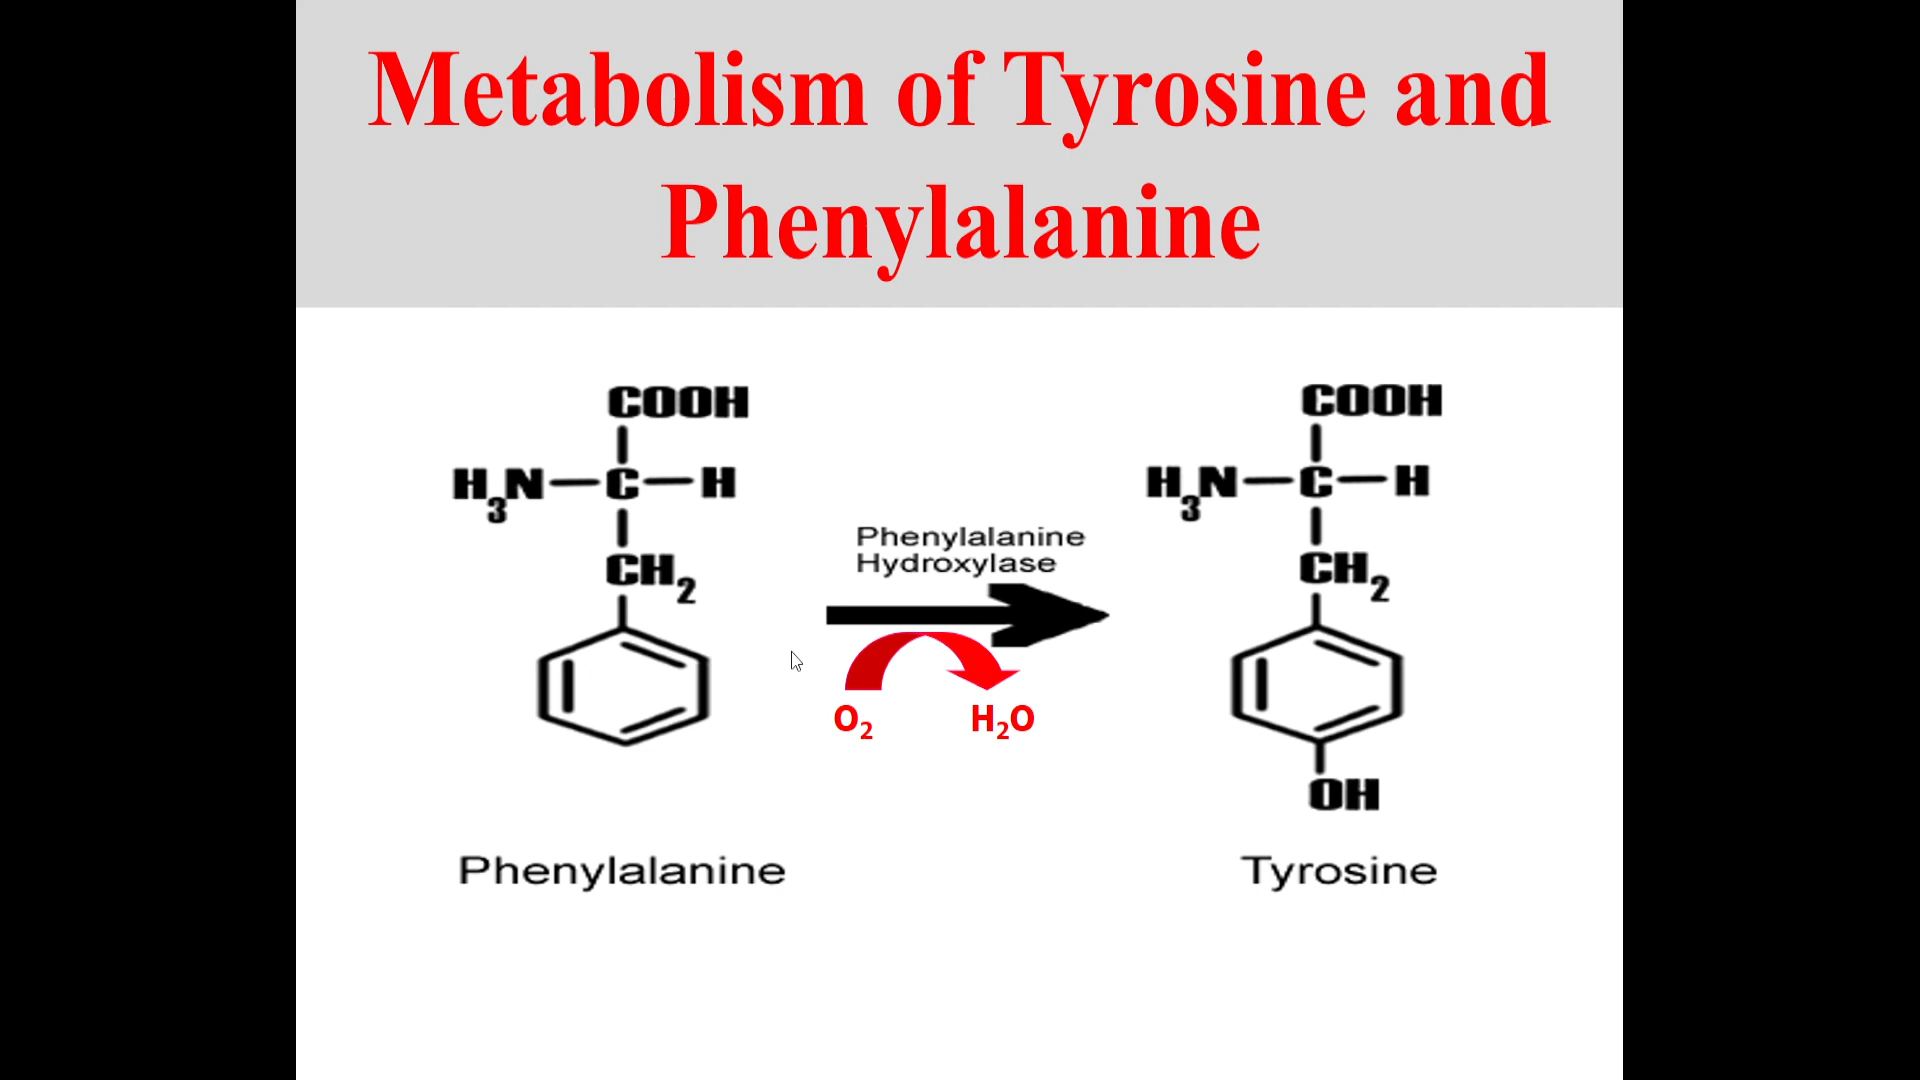 Metabolism of Tyrosine and
Phenylalanine
COOH
H₃N—C—H
CH₂
Phenylalanine
Phenylalanine
Hydroxylase
O₂
H₂O
COOH
H₃N—C—H
CH₂
OH
Tyrosine